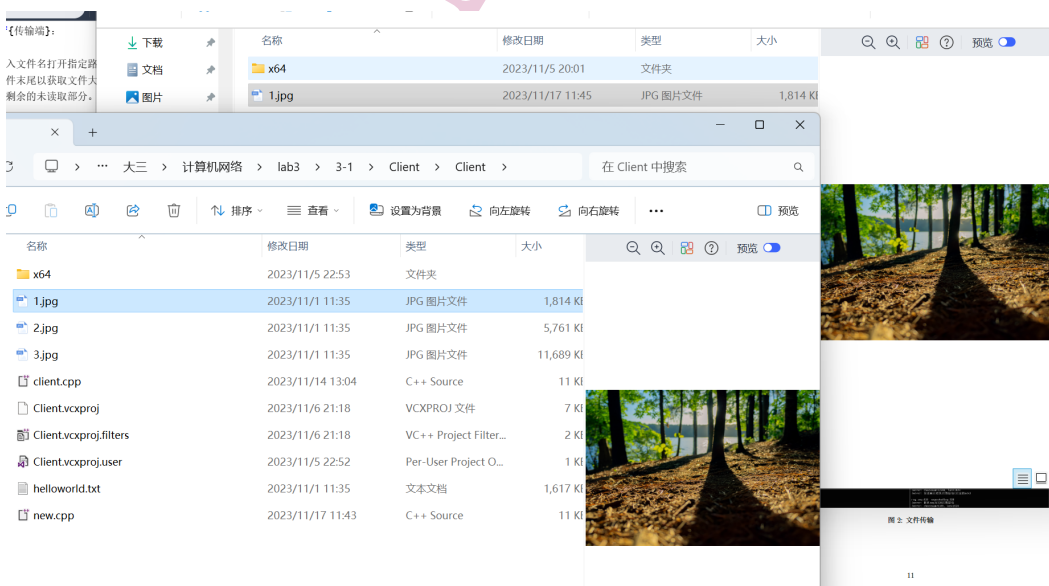 {传输端}:
入文件名打开指定路
件末尾以获取文件大
剩余的未读取部分。
下载
文档
图片
名称 修改日期 类型 大小
x64 2023/11/5 20:01 文件夹
1.jpg 2023/11/17 11:45 JPG 图片文件 1,814 KB
预览
… 大三 > 计算机网络 > lab3 > 3-1 > Client > Client >
在 Client 中搜索
排序 查看 设置为背景 向左旋转 向右旋转 ••• 预览
名称 修改日期 类型 大小
预览
x64 2023/11/5 22:53 文件夹
1.jpg 2023/11/1 11:35 JPG 图片文件 1,814 KB
2.jpg 2023/11/1 11:35 JPG 图片文件 5,761 KB
3.jpg 2023/11/1 11:35 JPG 图片文件 11,689 KB
client.cpp 2023/11/14 13:04 C++ Source 11 KB
Client.vcxproj 2023/11/6 21:18 VCXPROJ 文件 7 KB
Client.vcxproj.filters 2023/11/6 21:18 VC++ Project Filter... 2 KB
Client.vcxproj.user 2023/11/5 22:52 Per-User Project O... 1 KB
helloworld.txt 2023/11/1 11:35 文本文档 1,617 KB
new.cpp 2023/11/17 11:43 C++ Source 11 KB
图 2: 文件传输
11